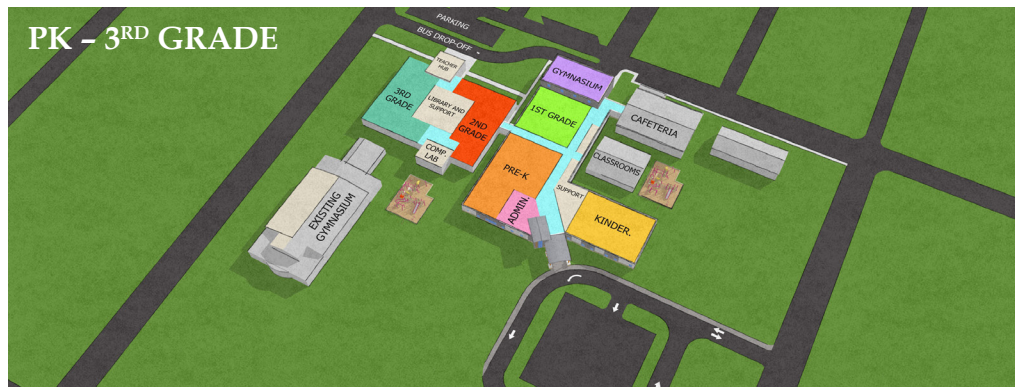 PK – 3RD GRADE
PARKING
BUS DROP-OFF
TEACHER
HUB
GYMNASIUM
3RD
GRADE
LIBRARY AND
SUPPORT
2ND
GRADE
1ST GRADE
CAFETERIA
COMP.
LAB
CLASSROOMS
PRE-K
SUPPORT
ADMIN.
KINDER.
EXISTING
GYMNASIUM